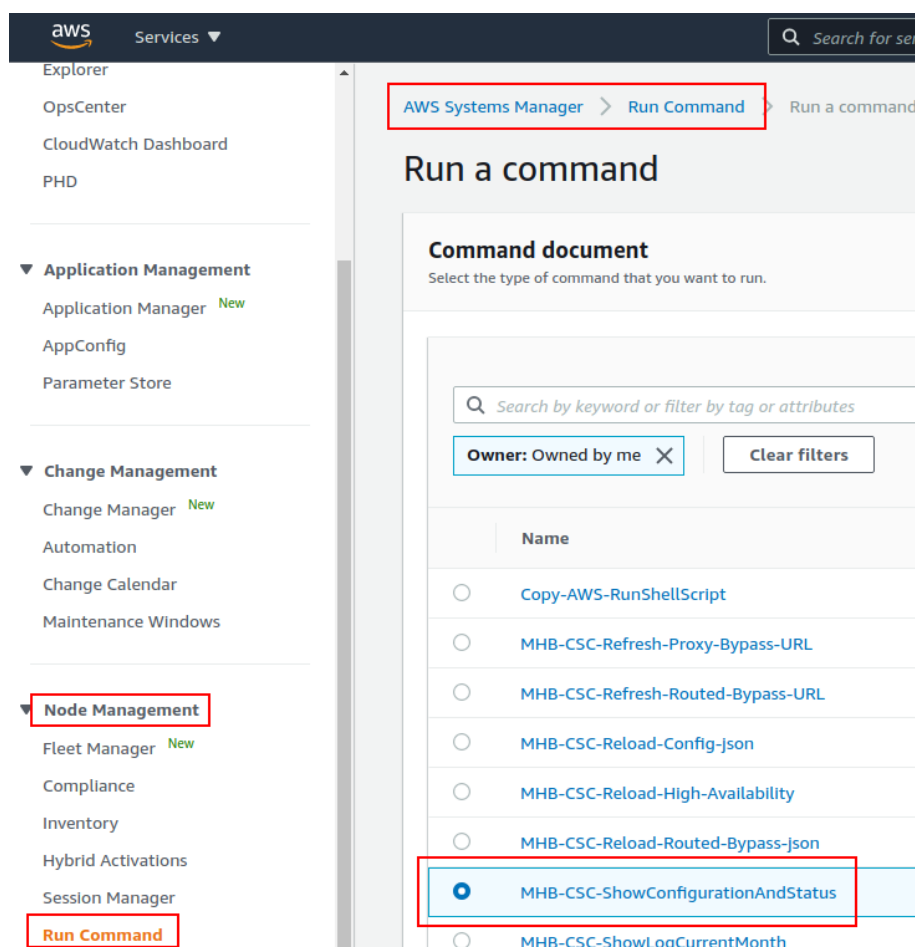 aws
Services ▼
Search for ser
Explorer
OpsCenter
CloudWatch Dashboard
PHD
▼ Application Management
Application Manager New
AppConfig
Parameter Store
▼ Change Management
Change Manager New
Automation
Change Calendar
Maintenance Windows
▼ Node Management
Fleet Manager New
Compliance
Inventory
Hybrid Activations
Session Manager
Run Command
AWS Systems Manager > Run Command > Run a command
Run a command
Command document
Select the type of command that you want to run.
Search by keyword or filter by tag or attributes
Owner: Owned by me ×
Clear filters
Name
Copy-AWS-RunShellScript
MHB-CSC-Refresh-Proxy-Bypass-URL
MHB-CSC-Refresh-Routed-Bypass-URL
MHB-CSC-Reload-Config-json
MHB-CSC-Reload-High-Availability
MHB-CSC-Reload-Routed-Bypass-json
MHB-CSC-ShowConfigurationAndStatus
MHB-CSC-ShowLogCurrentMonth